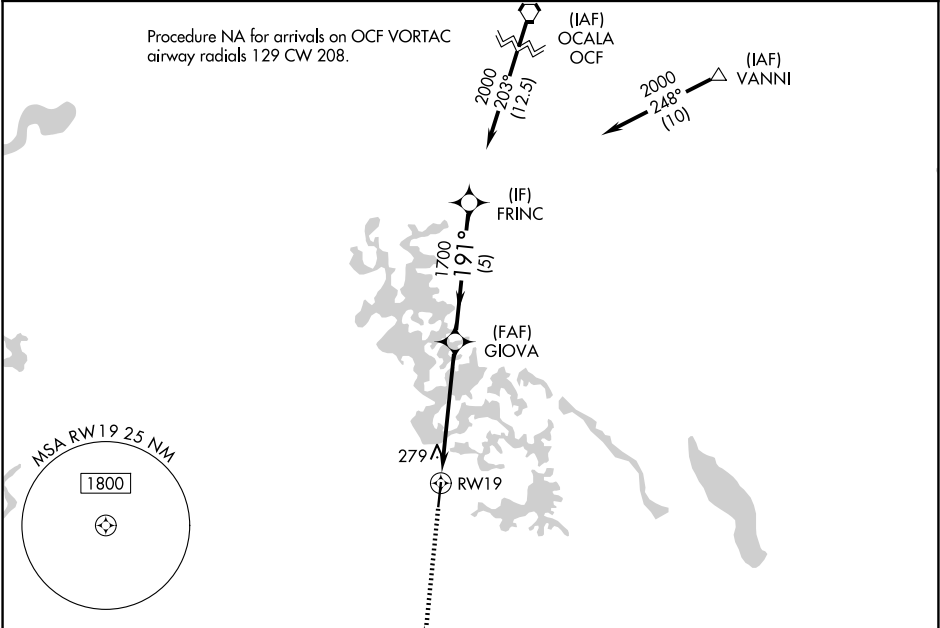 Procedure NA for arrivals on OCF VORTAC
airway radials 129 CW 208.
(IAF)
OCALA
OCF
2000
203°
(12.5)
(IAF)
VANNI
2000
248°
(10)
(IF)
FRINC
1700
191°
(5)
(FAF)
GIOVA
279
RW19
MSA RW19 25 NM
1800